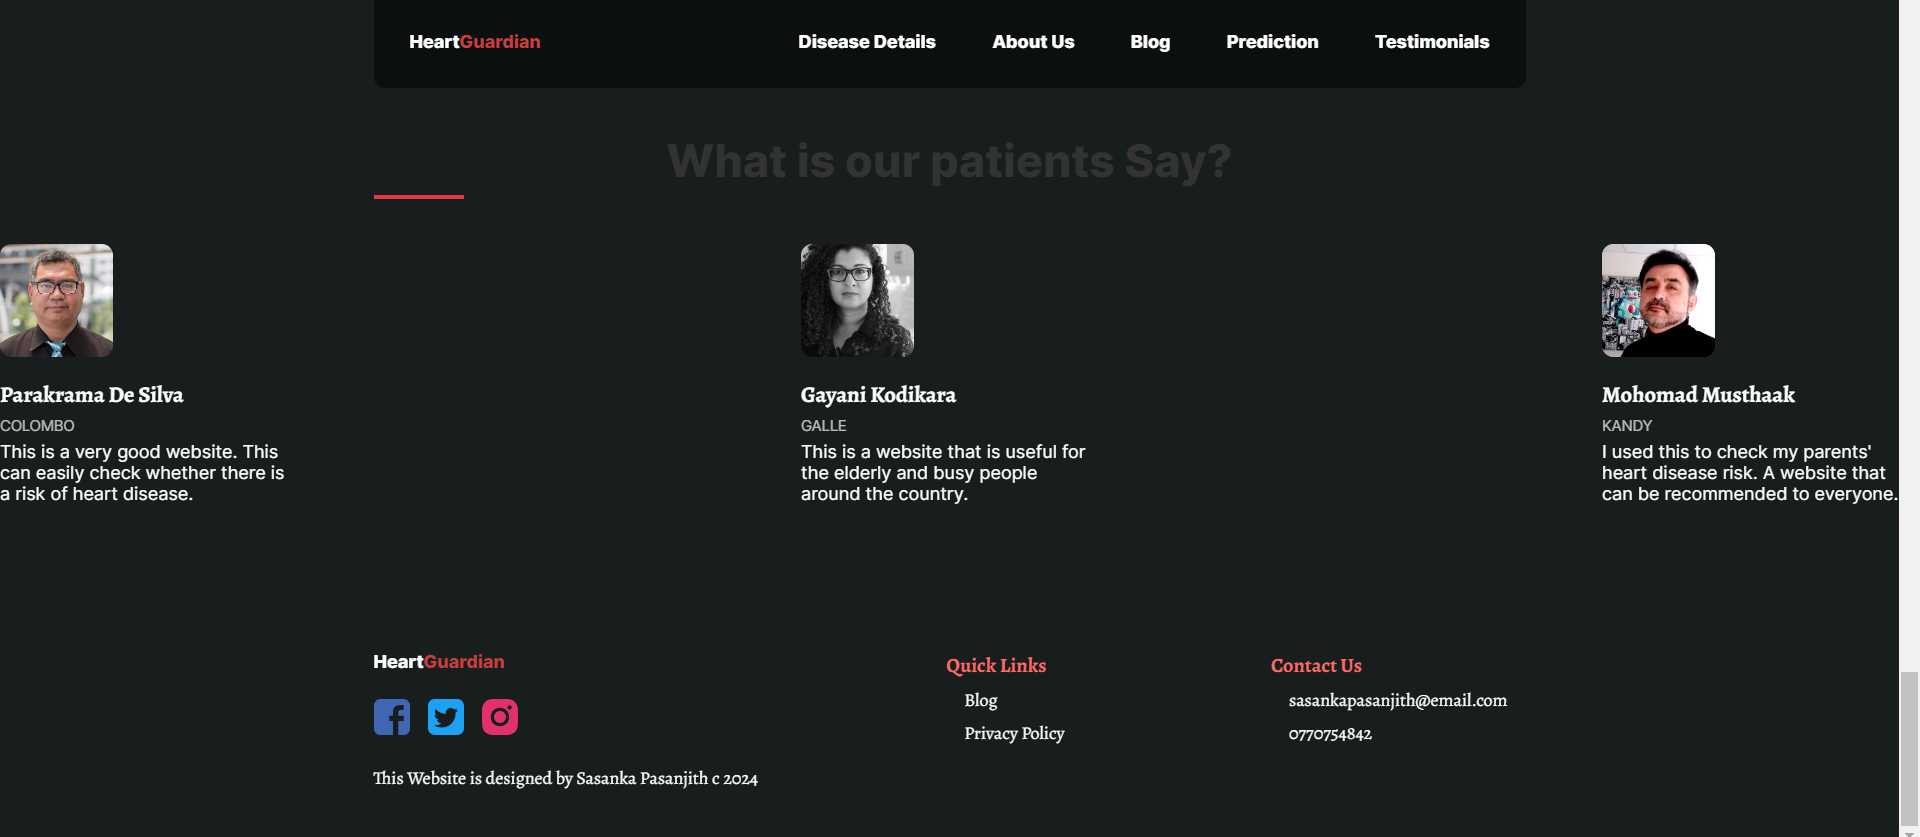 HeartGuardian
Disease Details
About Us
Blog
Prediction
Testimonials
What is our patients Say?
Parakrama De Silva
COLOMBO
This is a very good website. This
can easily check whether there is
a risk of heart disease.
Gayani Kodikara
GALLE
This is a website that is useful for
the elderly and busy people
around the country.
Mohomad Musthaak
KANDY
I used this to check my parents'
heart disease risk. A website that
can be recommended to everyone.
HeartGuardian
This Website is designed by Sasanka Pasanjith c 2024
Quick Links
Blog
Privacy Policy
Contact Us
sasankapasanjith@email.com
0770754842